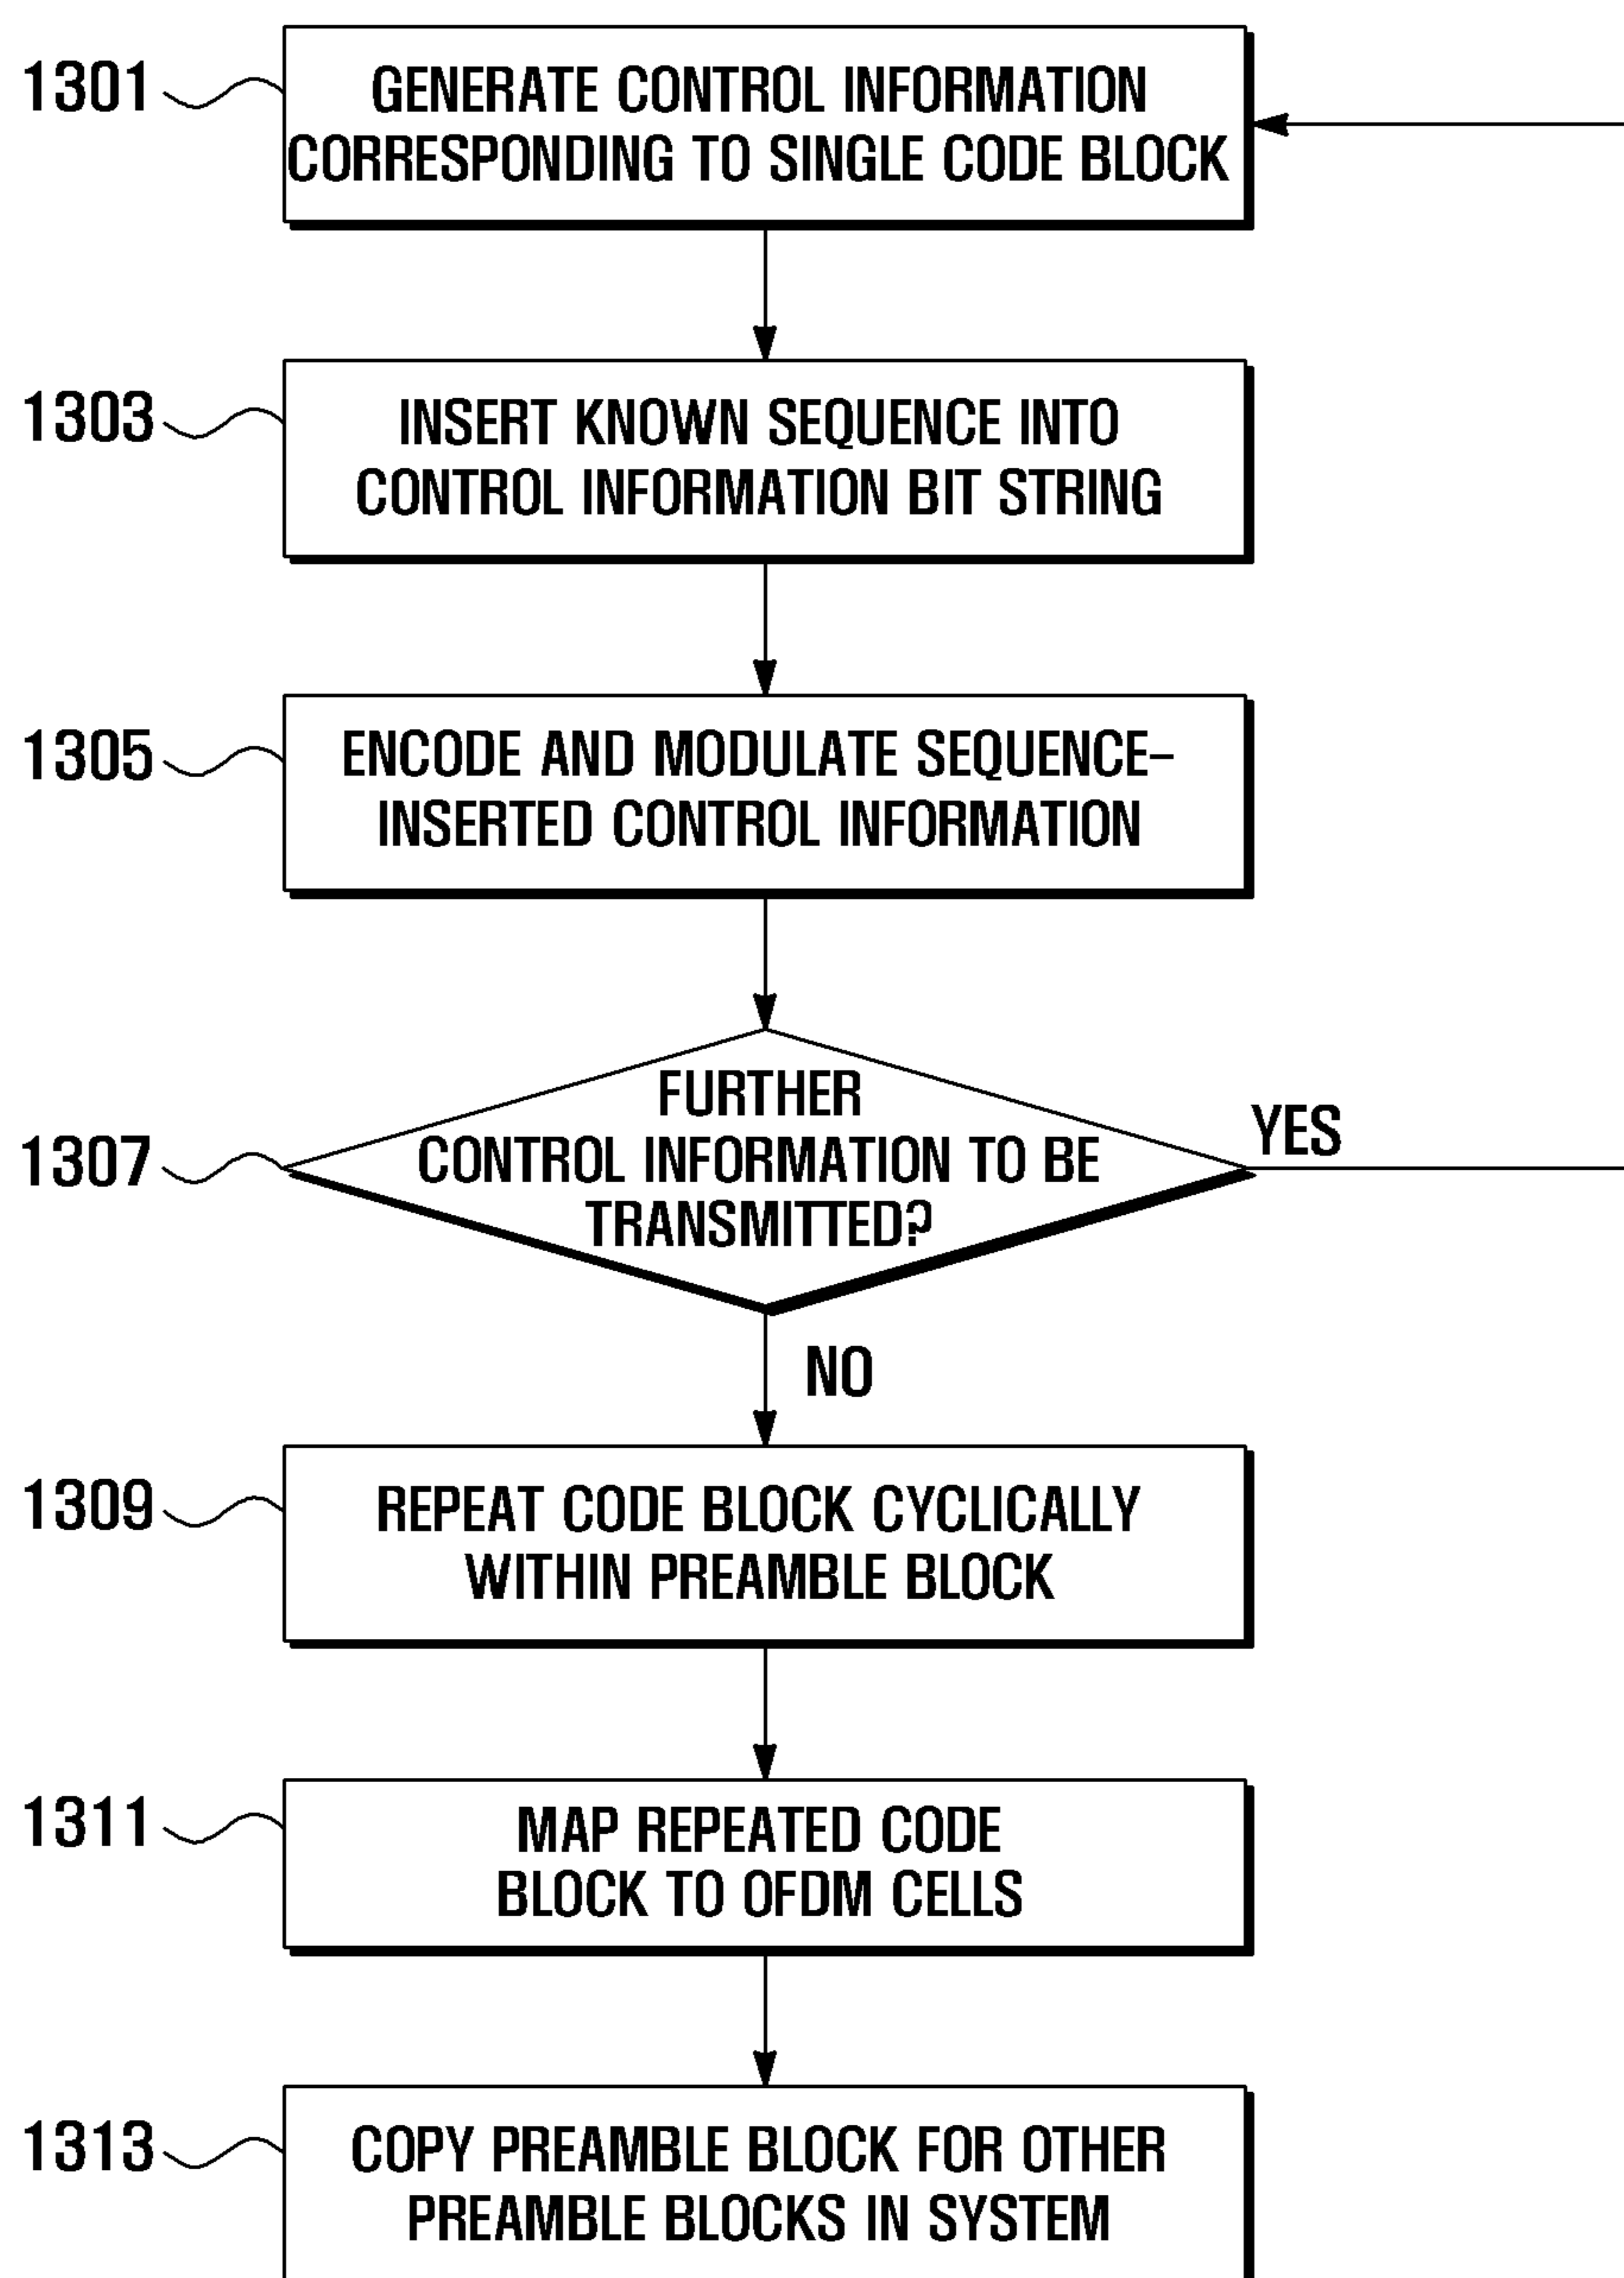 1301
GENERATE CONTROL INFORMATION
CORRESPONDING TO SINGLE CODE BLOCK
1303
INSERT KNOWN SEQUENCE INTO
CONTROL INFORMATION BIT STRING
1305
ENCODE AND MODULATE SEQUENCE–
INSERTED CONTROL INFORMATION
1307
FURTHER
CONTROL INFORMATION TO BE
TRANSMITTED?
YES
NO
1309
REPEAT CODE BLOCK CYCLICALLY
WITHIN PREAMBLE BLOCK
1311
MAP REPEATED CODE
BLOCK TO OFDM CELLS
1313
COPY PREAMBLE BLOCK FOR OTHER
PREAMBLE BLOCKS IN SYSTEM